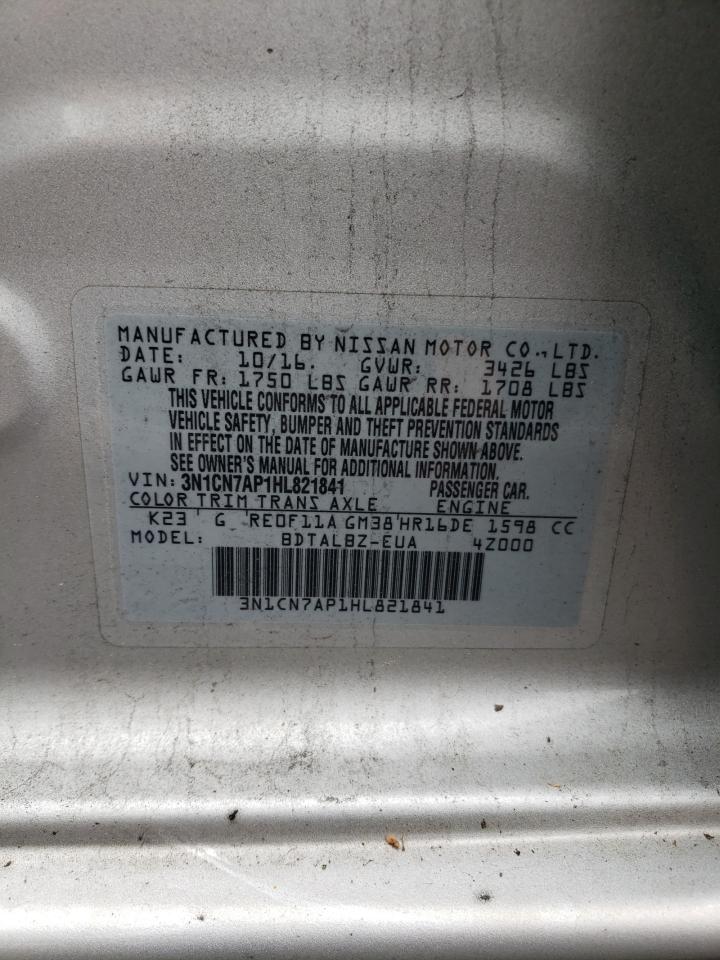 MANUFACTURED BY NISSAN MOTOR CO., LTD.
DATE: 10/16. GVWR: 3426 LBS
GAWR FR: 1750 LBS GAWR RR: 1708 LBS
THIS VEHICLE CONFORMS TO ALL APPLICABLE FEDERAL MOTOR
VEHICLE SAFETY, BUMPER AND THEFT PREVENTION STANDARDS
IN EFFECT ON THE DATE OF MANUFACTURE SHOWN ABOVE.
SEE OWNER'S MANUAL FOR ADDITIONAL INFORMATION.
VIN: 3N1CN7AP1HL821841 PASSENGER CAR.
COLOR TRIM TRANS AXLE ENGINE
K23 G RE0F11A GM38 HR16DE 1598 CC
MODEL: BDTALBZ-EUA 4Z000
3N1CN7AP1HL821841